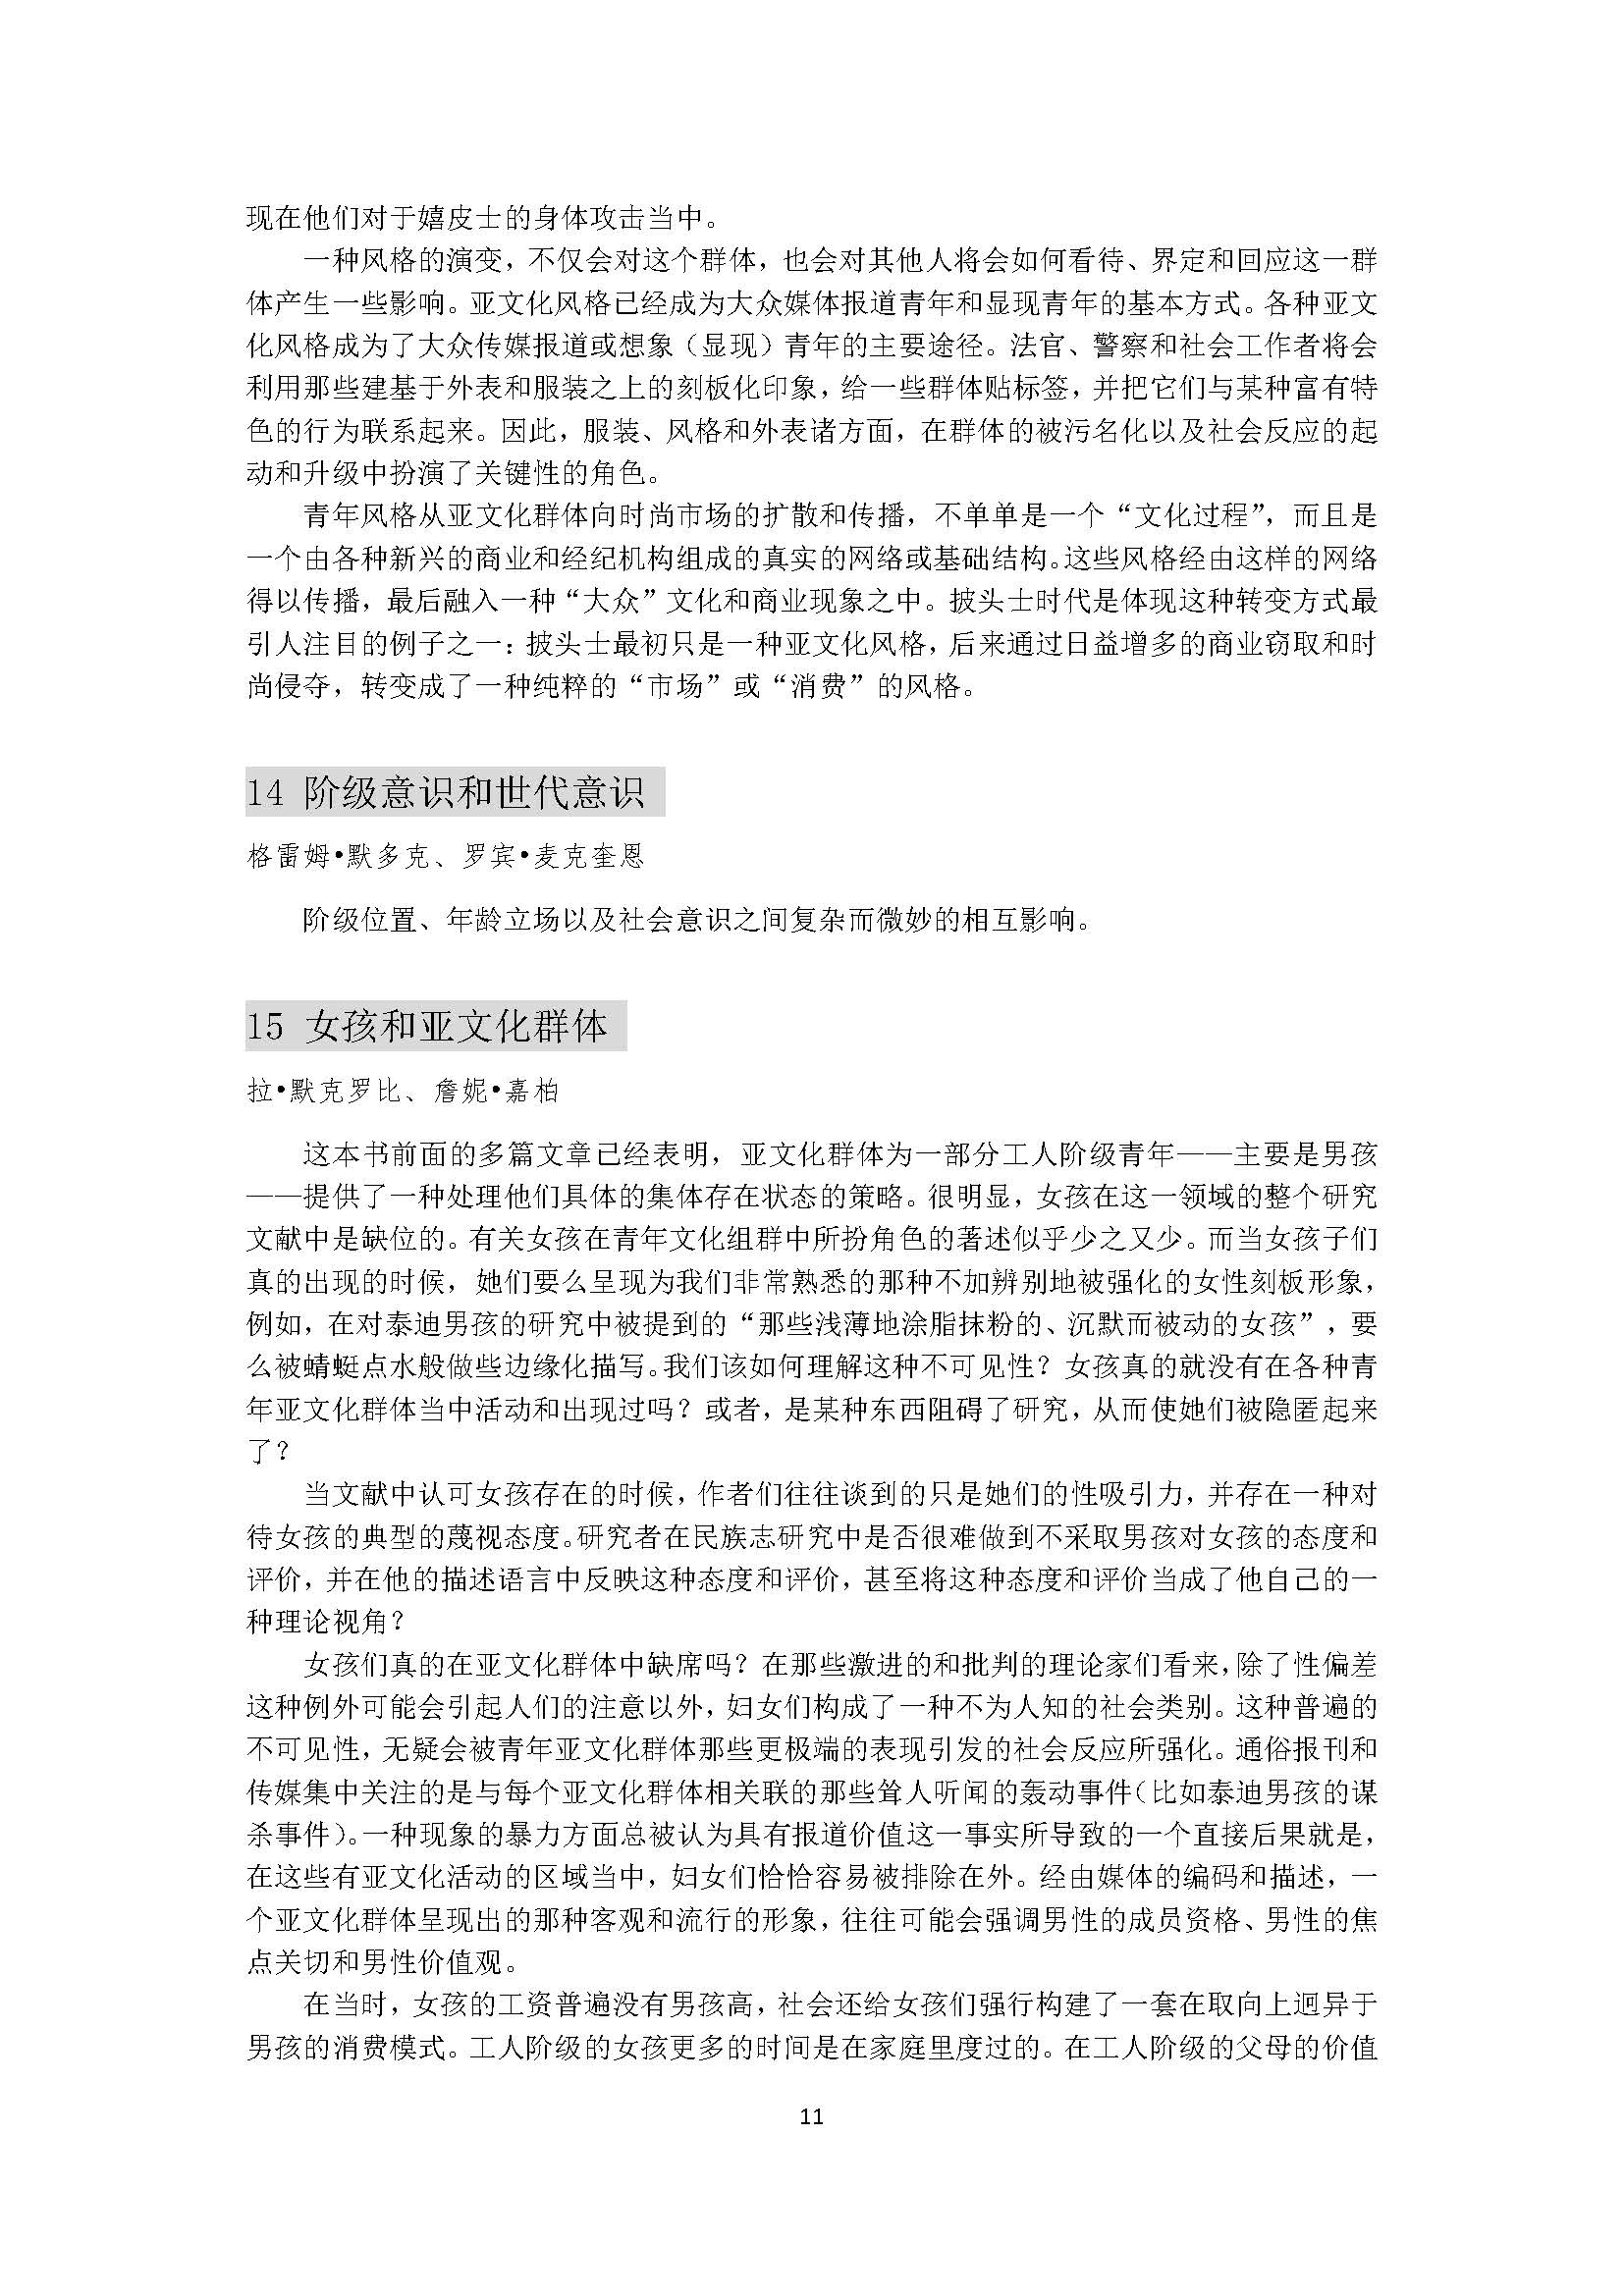 现在他们对于嬉皮士的身体攻击当中。
一种风格的演变，不仅会对这个群体，也会对其他人将会如何看待、界定和回应这一群
体产生一些影响。亚文化风格已经成为大众媒体报道青年和显现青年的基本方式。各种亚文
化风格成为了大众传媒报道或想象（显现）青年的主要途径。法官、警察和社会工作者将会
利用那些建基于外表和服装之上的刻板化印象，给一些群体贴标签，并把它们与某种富有特
色的行为联系起来。因此，服装、风格和外表诸方面，在群体的被污名化以及社会反应的起
动和升级中扮演了关键性的角色。
青年风格从亚文化群体向时尚市场的扩散和传播，不单单是一个“文化过程”，而且是
一个由各种新兴的商业和经纪机构组成的真实的网络或基础结构。这些风格经由这样的网络
得以传播，最后融入一种“大众”文化和商业现象之中。披头士时代是体现这种转变方式最
引人注目的例子之一：披头士最初只是一种亚文化风格，后来通过日益增多的商业窃取和时
尚侵夺，转变成了一种纯粹的“市场”或“消费”的风格。
14 阶级意识和世代意识
格雷姆•默多克、罗宾•麦克奎恩
阶级位置、年龄立场以及社会意识之间复杂而微妙的相互影响。
15 女孩和亚文化群体
拉•默克罗比、詹妮•嘉柏
这本书前面的多篇文章已经表明，亚文化群体为一部分工人阶级青年——主要是男孩
——提供了一种处理他们具体的集体存在状态的策略。很明显，女孩在这一领域的整个研究
文献中是缺位的。有关女孩在青年文化组群中所扮角色的著述似乎少之又少。而当女孩子们
真的出现的时候，她们要么呈现为我们非常熟悉的那种不加辨别地被强化的女性刻板形象，
例如，在对泰迪男孩的研究中被提到的“那些浅薄地涂脂抹粉的、沉默而被动的女孩”，要
么被蜻蜓点水般做些边缘化描写。我们该如何理解这种不可见性？女孩真的就没有在各种青
年亚文化群体当中活动和出现过吗？或者，是某种东西阻碍了研究，从而使她们被隐匿起来
了？
当文献中认可女孩存在的时候，作者们往往谈到的只是她们的性吸引力，并存在一种对
待女孩的典型的蔑视态度。研究者在民族志研究中是否很难做到不采取男孩对女孩的态度和
评价，并在他的描述语言中反映这种态度和评价，甚至将这种态度和评价当成了他自己的一
种理论视角？
女孩们真的在亚文化群体中缺席吗？在那些激进的和批判的理论家们看来，除了性偏差
这种例外可能会引起人们的注意以外，妇女们构成了一种不为人知的社会类别。这种普遍的
不可见性，无疑会被青年亚文化群体那些更极端的表现引发的社会反应所强化。通俗报刊和
传媒集中关注的是与每个亚文化群体相关联的那些耸人听闻的轰动事件（比如泰迪男孩的谋
杀事件）。一种现象的暴力方面总被认为具有报道价值这一事实所导致的一个直接后果就是，
在这些有亚文化活动的区域当中，妇女们恰恰容易被排除在外。经由媒体的编码和描述，一
个亚文化群体呈现出的那种客观和流行的形象，往往可能会强调男性的成员资格、男性的焦
点关切和男性价值观。
在当时，女孩的工资普遍没有男孩高，社会还给女孩们强行构建了一套在取向上迥异于
男孩的消费模式。工人阶级的女孩更多的时间是在家庭里度过的。在工人阶级的父母的价值
11